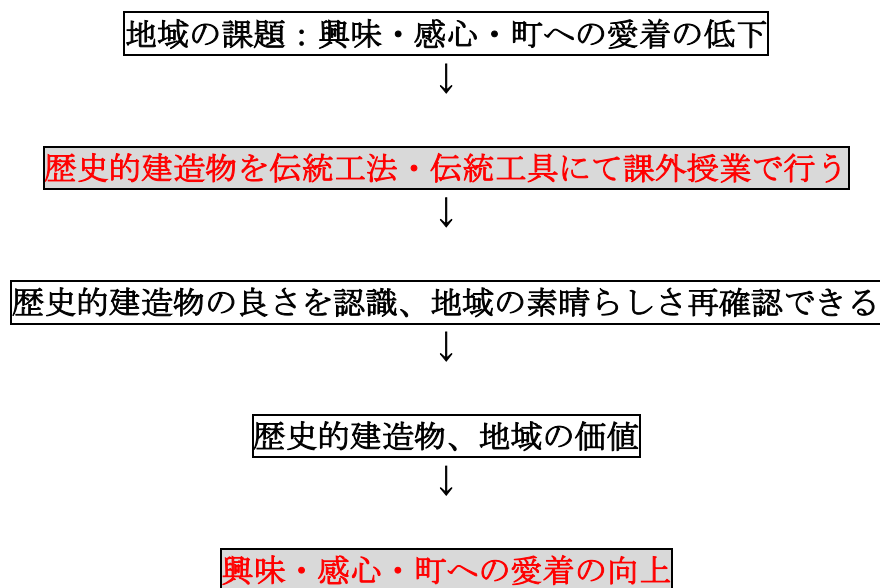 地域の課題：興味・感心・町への愛着の低下
↓
歴史的建造物を伝統工法・伝統工具にて課外授業で行う
↓
歴史的建造物の良さを認識、地域の素晴らしさ再確認できる
↓
歴史的建造物、地域の価値
↓
興味・感心・町への愛着の向上